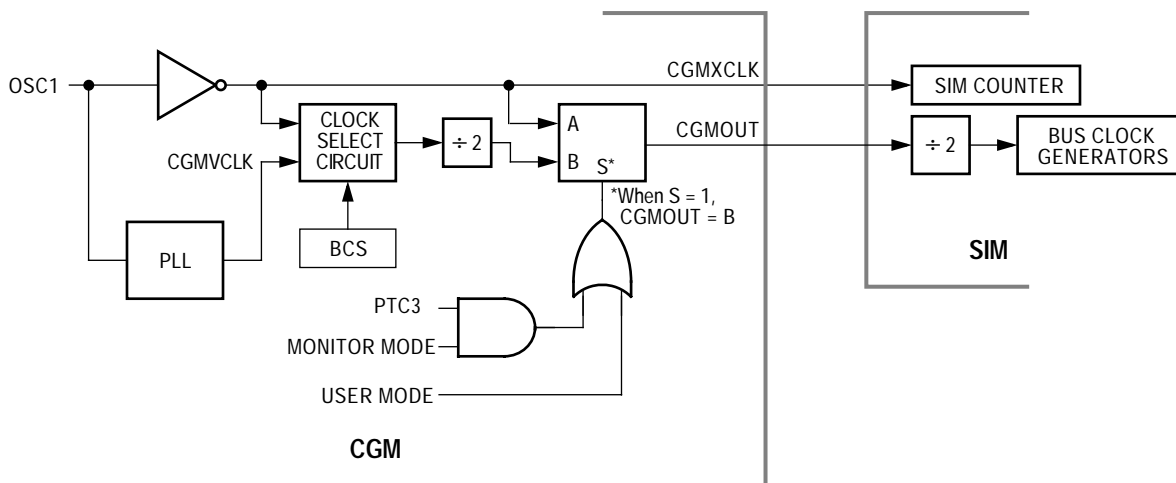 OSC1
CGMXCLK
SIM COUNTER
CLOCK
SELECT
CIRCUIT
÷ 2
A
B
S*
CGMOUT
÷ 2
BUS CLOCK
GENERATORS
CGMVCLK
*When S = 1,
CGMOUT = B
PLL
BCS
SIM
PTC3
MONITOR MODE
USER MODE
CGM